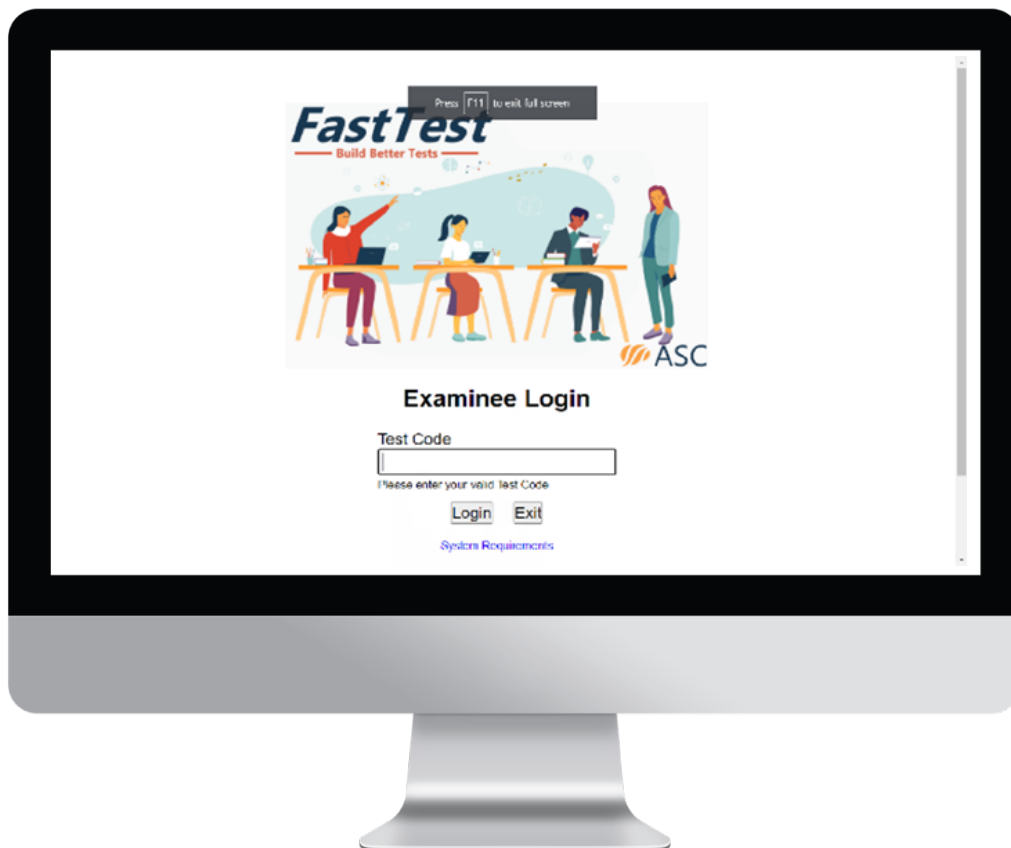 Press F11 to exit full screen
FastTest
Build Better Tests
ASC
Examinee Login
Test Code
Please enter your valid Test Code
Login Exit
System Requirements